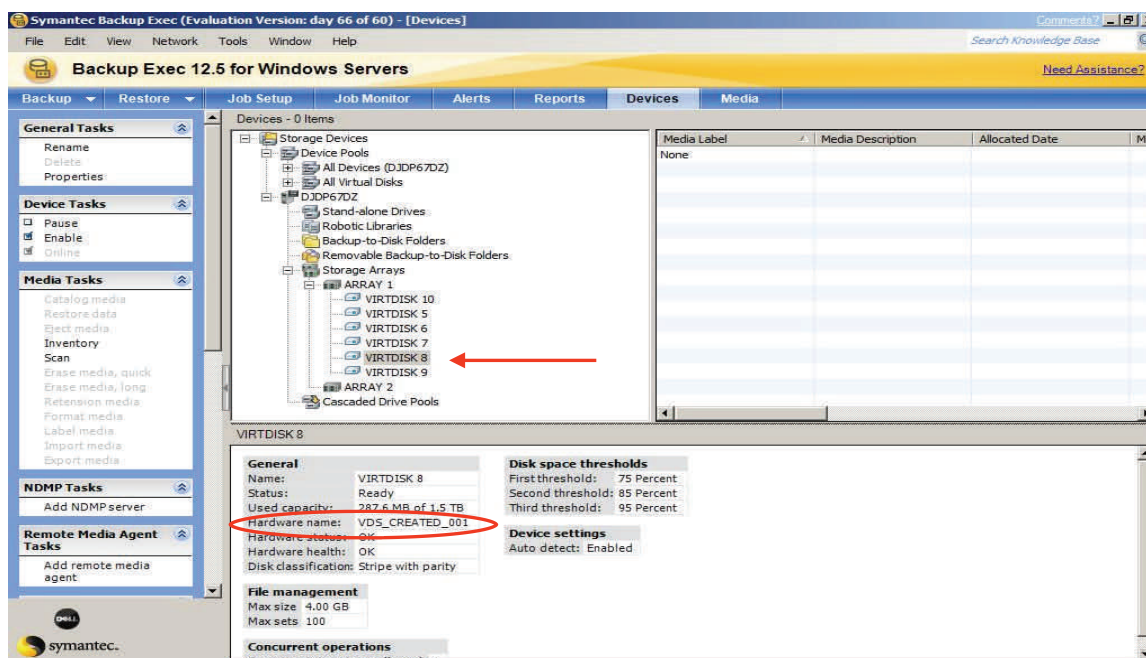 Symantec Backup Exec (Evaluation Version: day 66 of 60) - [Devices]
Comments?
File Edit View Network Tools Window Help
Search Knowledge Base
Backup Exec 12.5 for Windows Servers
Need Assistance?
Backup Restore Job Setup Job Monitor Alerts Reports Devices Media
General Tasks
Rename
Delete
Properties
Device Tasks
Pause
Enable
Online
Media Tasks
Catalog media
Restore data
Eject media
Inventory
Scan
Erase media, quick
Erase media, long
Retension media
Format media
Label media
Import media
Export media
NDMP Tasks
Add NDMP server
Remote Media Agent
Tasks
Add remote media
agent
DELL
symantec.
Devices - 0 Items
Storage Devices
Device Pools
All Devices (DJDP67DZ)
All Virtual Disks
DJDP67DZ
Stand-alone Drives
Robotic Libraries
Backup-to-Disk Folders
Removable Backup-to-Disk Folders
Storage Arrays
ARRAY 1
VIRTDISK 10
VIRTDISK 5
VIRTDISK 6
VIRTDISK 7
VIRTDISK 8
VIRTDISK 9
ARRAY 2
Cascaded Drive Pools
Media Label Media Description Allocated Date M
None
VIRTDISK 8
General
Name: VIRTDISK 8
Status: Ready
Used capacity: 287.6 MB of 1.5 TB
Hardware name: VDS_CREATED_001
Hardware status: OK
Hardware health: OK
Disk classification: Stripe with parity
File management
Max size 4.00 GB
Max sets 100
Concurrent operations
Disk space thresholds
First threshold: 75 Percent
Second threshold: 85 Percent
Third threshold: 95 Percent
Device settings
Auto detect: Enabled